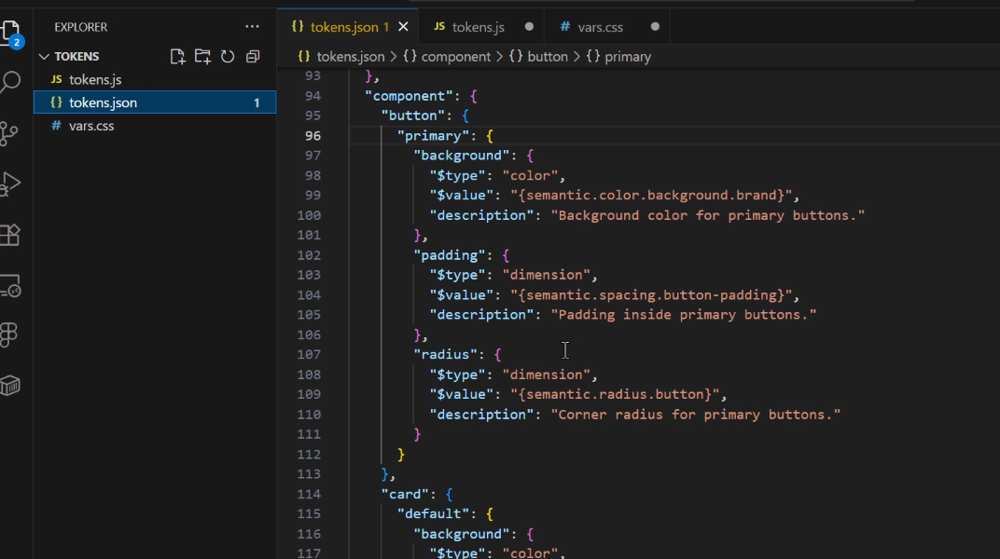 EXPLORER ···
2
TOKENS
JS tokens.js
{} tokens.json 1
# vars.css
{} tokens.json 1 ×
JS tokens.js ●
# vars.css ●
{} tokens.json > {} component > {} button > {} primary
93 },
94 "component": {
95 "button": {
96 "primary": {
97 "background": {
98 "$type": "color",
99 "$value": "{semantic.color.background.brand}",
100 "description": "Background color for primary buttons."
101 },
102 "padding": {
103 "$type": "dimension",
104 "$value": "{semantic.spacing.button-padding}",
105 "description": "Padding inside primary buttons."
106 },
107 "radius": {
108 "$type": "dimension",
109 "$value": "{semantic.radius.button}",
110 "description": "Corner radius for primary buttons."
111 }
112 }
113 },
114 "card": {
115 "default": {
116 "background": {
117 "$type": "color",